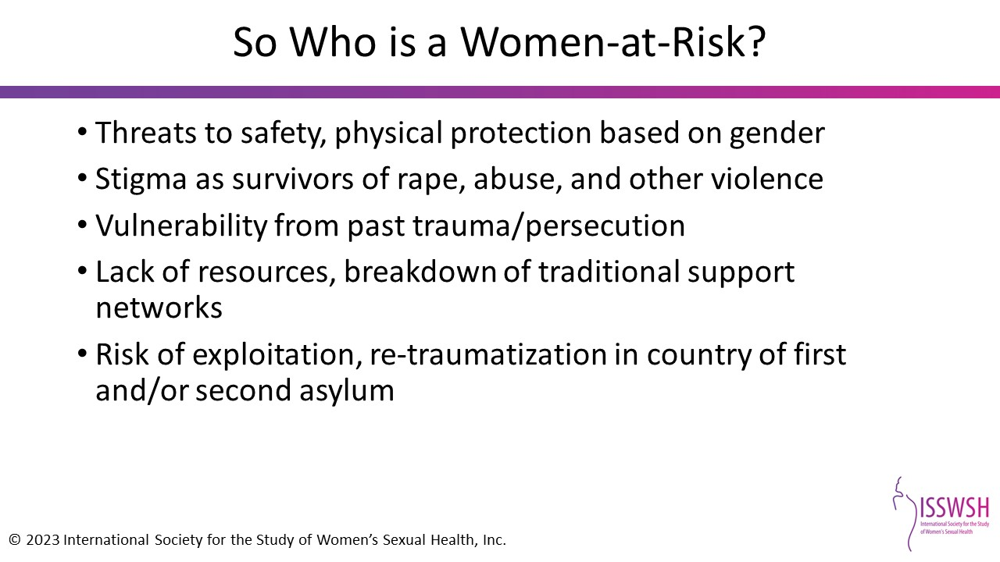 So Who is a Women-at-Risk?
• Threats to safety, physical protection based on gender
• Stigma as survivors of rape, abuse, and other violence
• Vulnerability from past trauma/persecution
• Lack of resources, breakdown of traditional support
networks
• Risk of exploitation, re-traumatization in country of first
and/or second asylum
ISSWSH
International Society for the Study
of Women's Sexual Health
© 2023 International Society for the Study of Women’s Sexual Health, Inc.